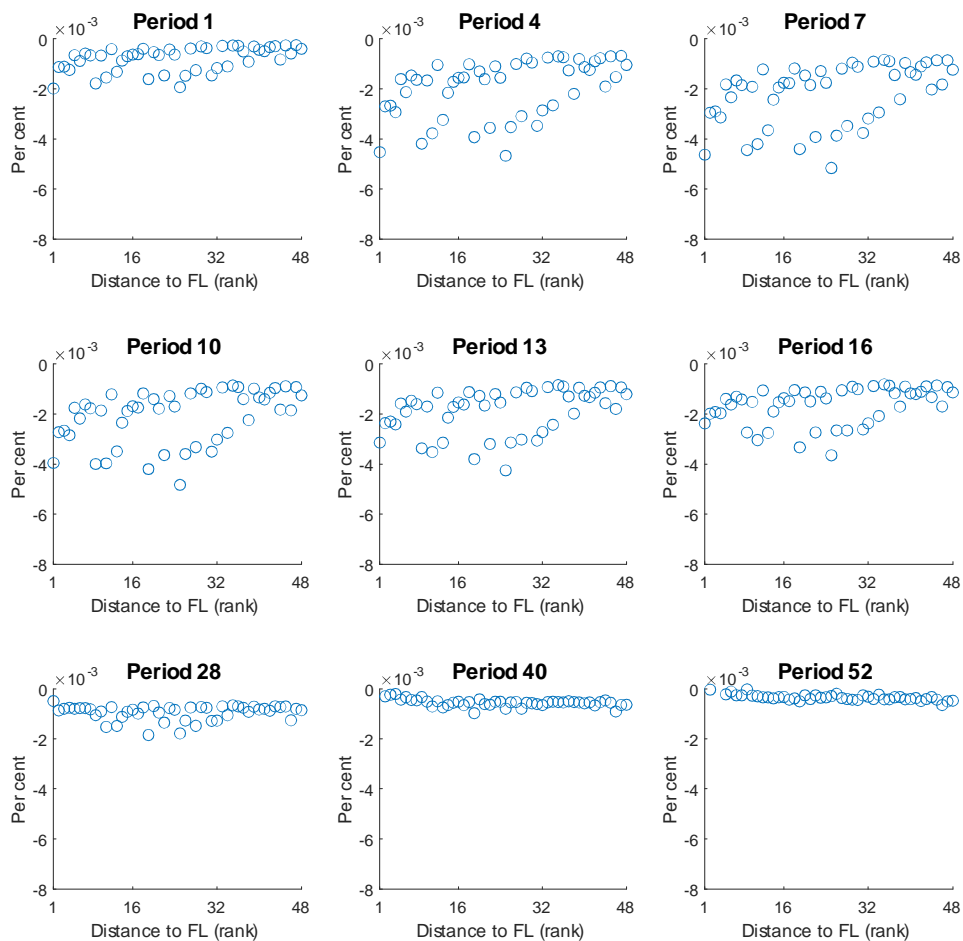 Period 1
×10⁻³
0
-2
-4
-6
-8
Per cent
1 16 32 48
Distance to FL (rank)
Period 4
×10⁻³
0
-2
-4
-6
-8
Per cent
1 16 32 48
Distance to FL (rank)
Period 7
×10⁻³
0
-2
-4
-6
-8
Per cent
1 16 32 48
Distance to FL (rank)
Period 10
×10⁻³
0
-2
-4
-6
-8
Per cent
1 16 32 48
Distance to FL (rank)
Period 13
×10⁻³
0
-2
-4
-6
-8
Per cent
1 16 32 48
Distance to FL (rank)
Period 16
×10⁻³
0
-2
-4
-6
-8
Per cent
1 16 32 48
Distance to FL (rank)
Period 28
×10⁻³
0
-2
-4
-6
-8
Per cent
1 16 32 48
Distance to FL (rank)
Period 40
×10⁻³
0
-2
-4
-6
-8
Per cent
1 16 32 48
Distance to FL (rank)
Period 52
×10⁻³
0
-2
-4
-6
-8
Per cent
1 16 32 48
Distance to FL (rank)